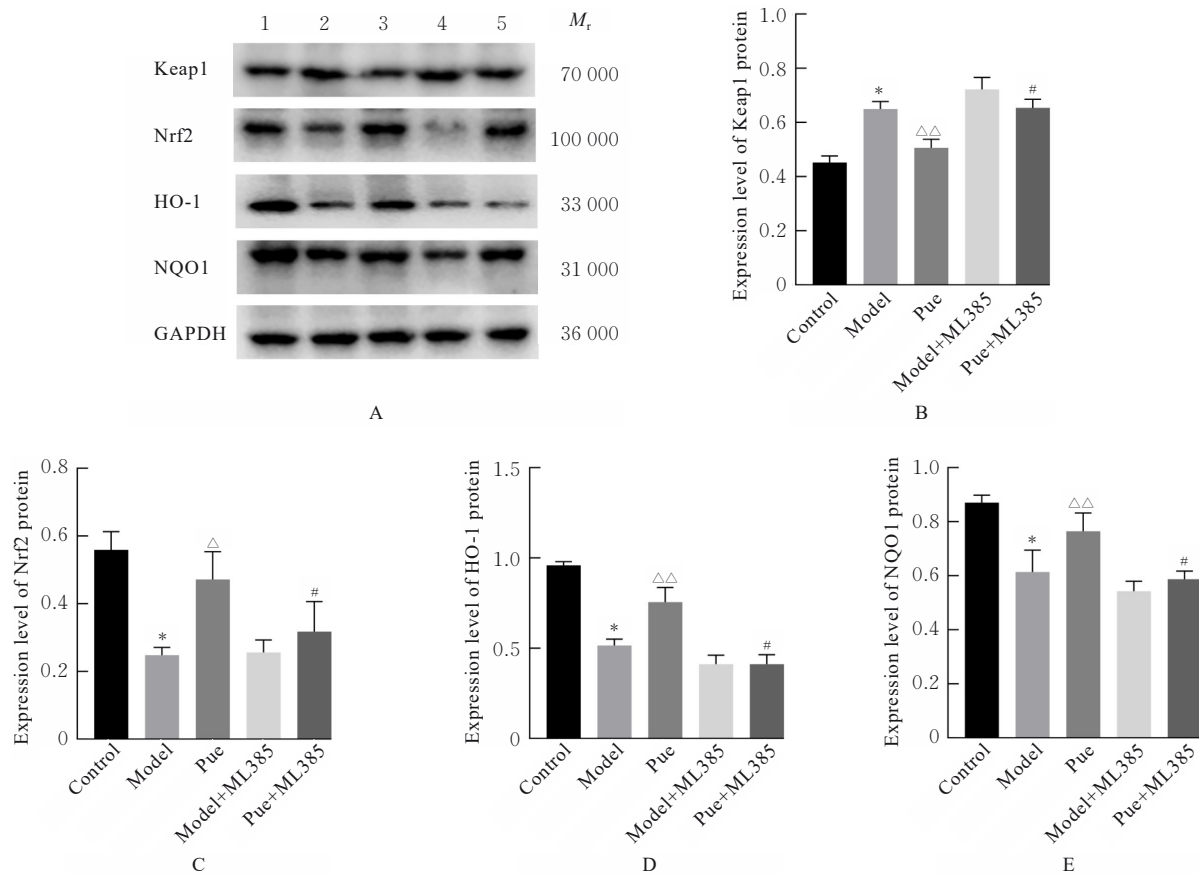 1 2 3 4 5 Mr
Keap1 70 000
Nrf2 100 000
HO-1 33 000
NQO1 31 000
GAPDH 36 000
A
Expression level of Keap1 protein
1.0
0.8
0.6
0.4
0.2
0
* △△ #
Control Model Pue Model+ML385 Pue+ML385
B
Expression level of Nrf2 protein
0.8
0.6
0.4
0.2
0
* △ #
Control Model Pue Model+ML385 Pue+ML385
C
Expression level of HO-1 protein
1.5
1.0
0.5
0
* △△ #
Control Model Pue Model+ML385 Pue+ML385
D
Expression level of NQO1 protein
1.0
0.8
0.6
0.4
0.2
0
* △△ #
Control Model Pue Model+ML385 Pue+ML385
E